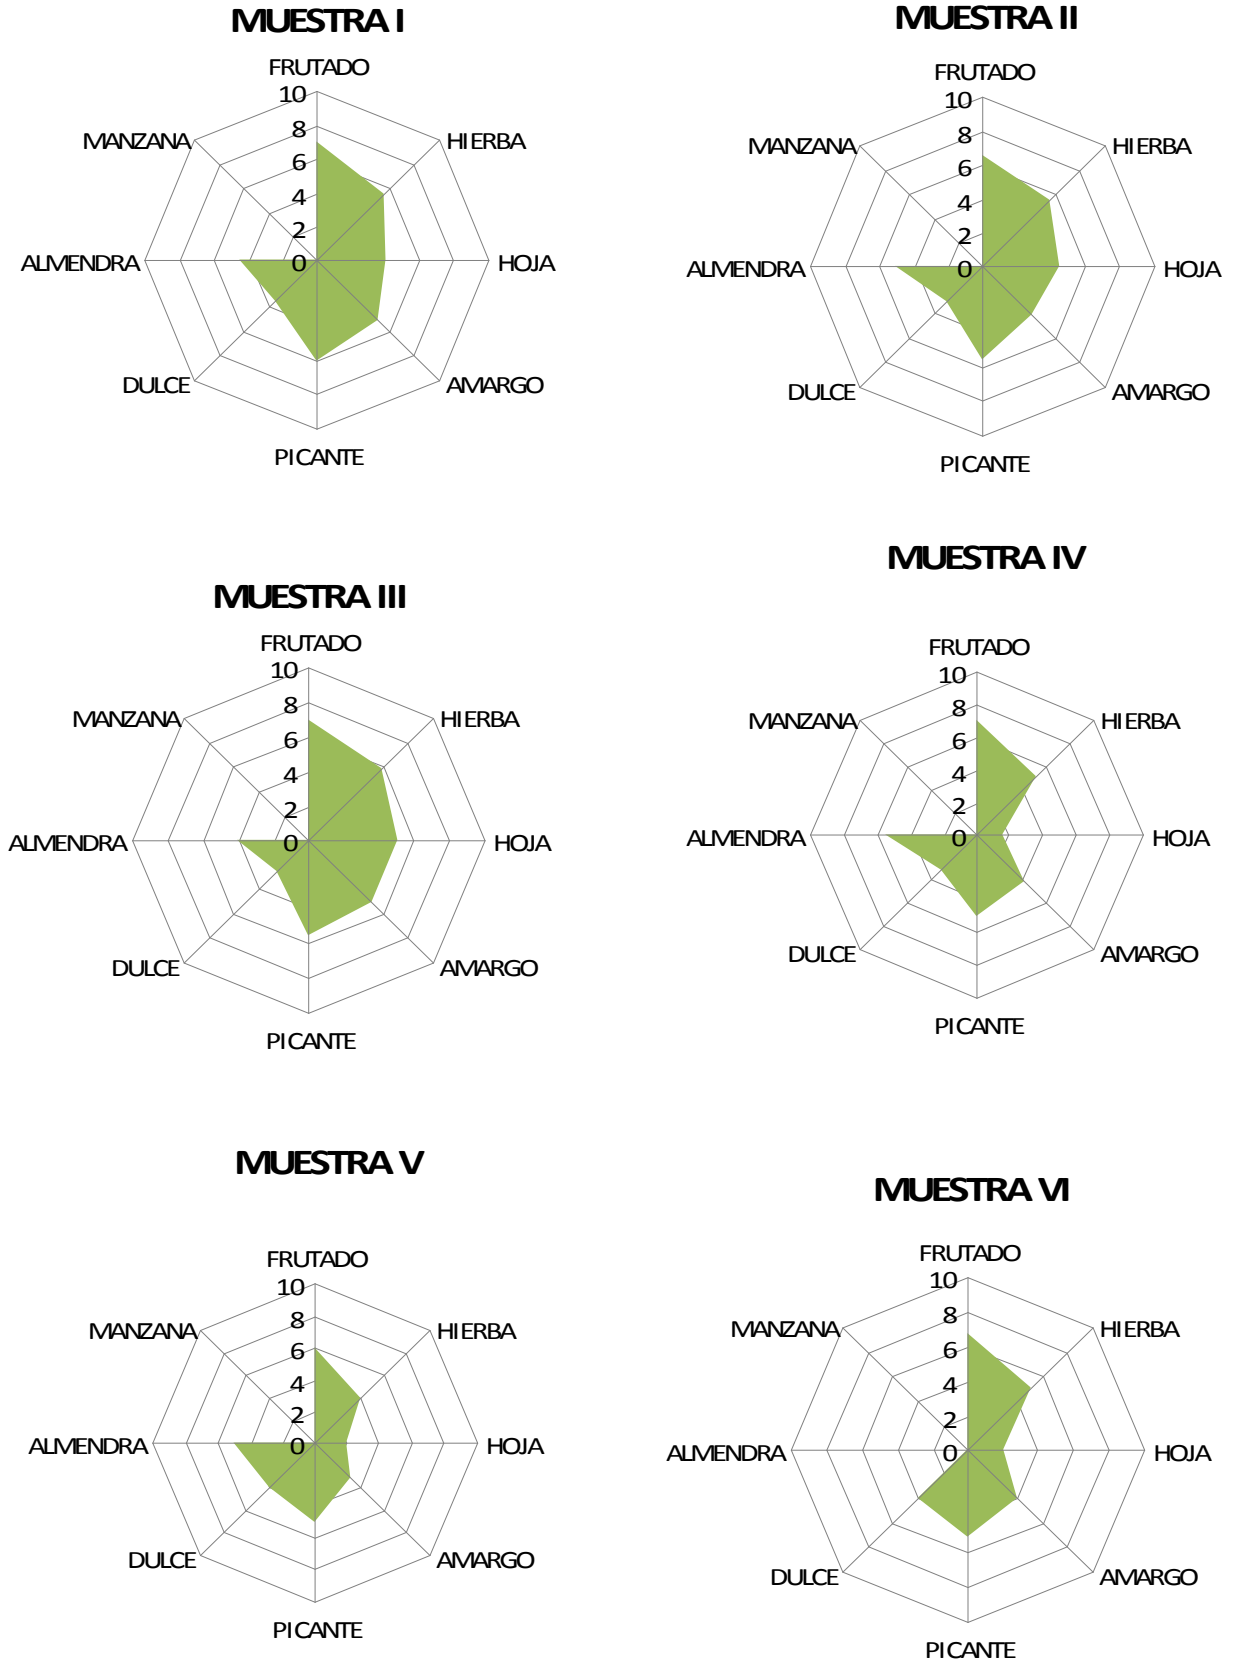 MUESTRA I
FRUTADO
HIERBA
HOJA
AMARGO
PICANTE
DULCE
ALMENDRA
MANZANA
10
8
6
4
2
0
MUESTRA II
FRUTADO
HIERBA
HOJA
AMARGO
PICANTE
DULCE
ALMENDRA
MANZANA
10
8
6
4
2
0
MUESTRA III
FRUTADO
HIERBA
HOJA
AMARGO
PICANTE
DULCE
ALMENDRA
MANZANA
10
8
6
4
2
0
MUESTRA IV
FRUTADO
HIERBA
HOJA
AMARGO
PICANTE
DULCE
ALMENDRA
MANZANA
10
8
6
4
2
0
MUESTRA V
FRUTADO
HIERBA
HOJA
AMARGO
PICANTE
DULCE
ALMENDRA
MANZANA
10
8
6
4
2
0
MUESTRA VI
FRUTADO
HIERBA
HOJA
AMARGO
PICANTE
DULCE
ALMENDRA
MANZANA
10
8
6
4
2
0